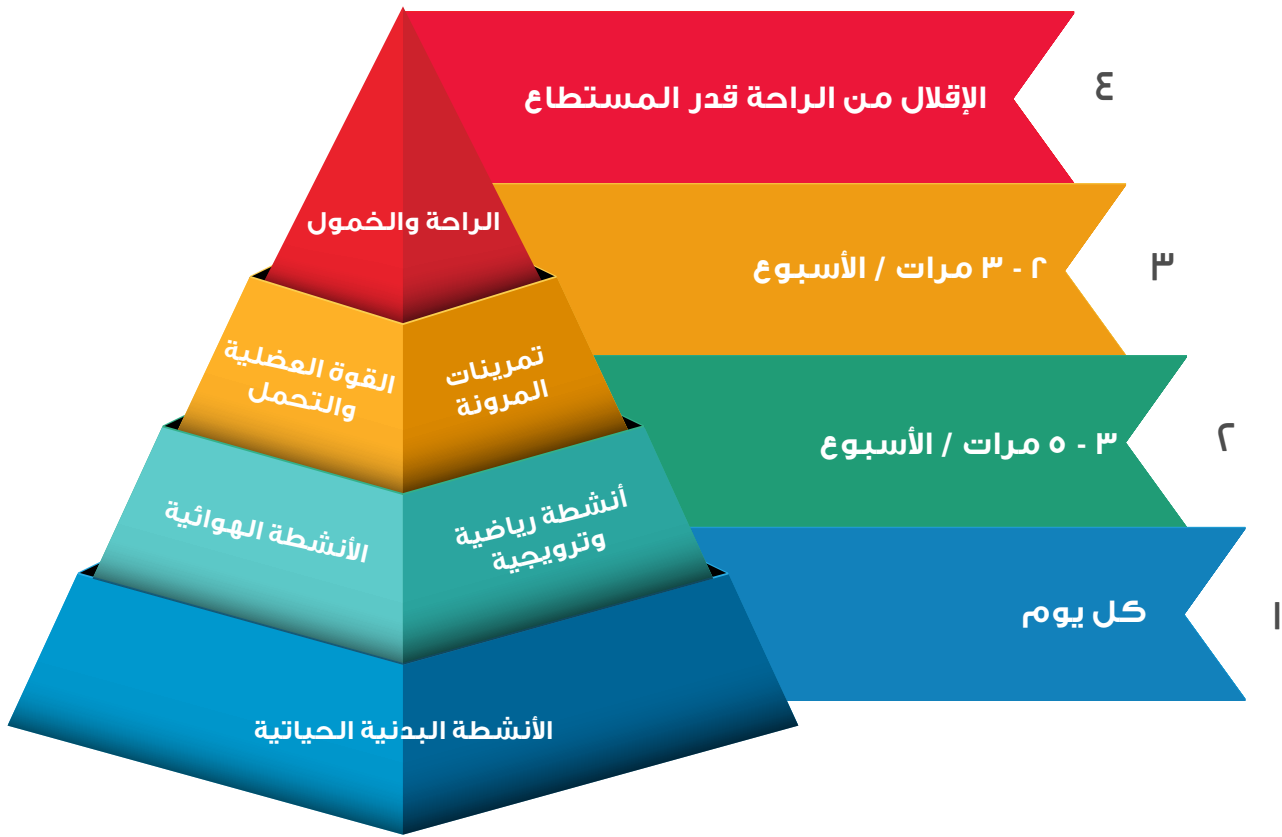 ٤
الإقلال من الراحة قدر المستطاع
الراحة والخمول
٣
٢ - ٣ مرات / الأسبوع
تمرينات
المرونة
القوة العضلية
والتحمل
٢
٣ - ٥ مرات / الأسبوع
أنشطة رياضية
وترويجية
الأنشطة الهوائية
١
كل يوم
الأنشطة البدنية الحياتية